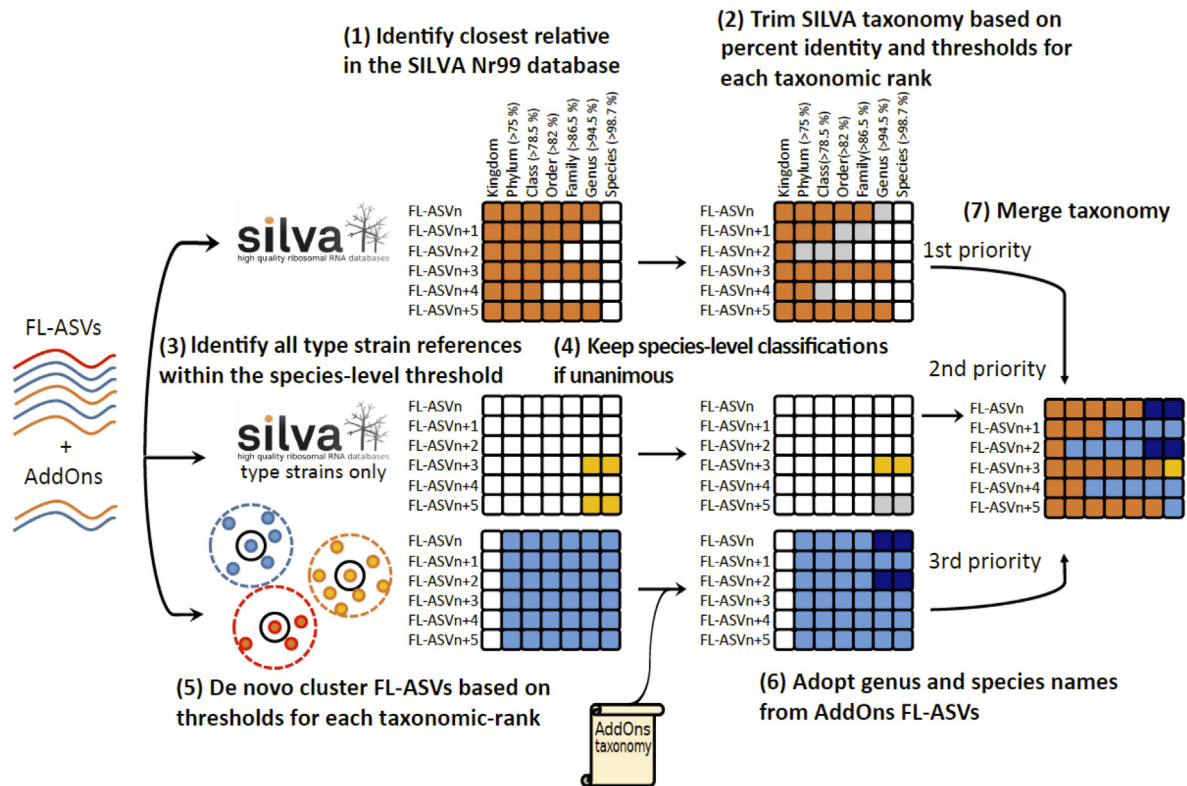 (1) Identify closest relative
in the SILVA Nr99 database
(2) Trim SILVA taxonomy based on
percent identity and thresholds for
each taxonomic rank
Kingdom
Phylum (>75 %)
Class (>78.5 %)
Order (>82 %)
Family (>86.5 %)
Genus (>94.5 %)
Species (>98.7 %)
Kingdom
Phylum (>75 %)
Class(>78.5 %)
Order(>82 %)
Family(>86.5 %)
Genus (>94.5 %)
Species (>98.7 %)
silva
high quality ribosomal RNA databases
FL-ASVn
FL-ASVn+1
FL-ASVn+2
FL-ASVn+3
FL-ASVn+4
FL-ASVn+5
FL-ASVn
FL-ASVn+1
FL-ASVn+2
FL-ASVn+3
FL-ASVn+4
FL-ASVn+5
(7) Merge taxonomy
1st priority
FL-ASVs
+
AddOns
(3) Identify all type strain references
within the species-level threshold
(4) Keep species-level classifications
if unanimous
2nd priority
silva
high quality ribosomal RNA databases
type strains only
FL-ASVn
FL-ASVn+1
FL-ASVn+2
FL-ASVn+3
FL-ASVn+4
FL-ASVn+5
FL-ASVn
FL-ASVn+1
FL-ASVn+2
FL-ASVn+3
FL-ASVn+4
FL-ASVn+5
FL-ASVn
FL-ASVn+1
FL-ASVn+2
FL-ASVn+3
FL-ASVn+4
FL-ASVn+5
FL-ASVn
FL-ASVn+1
FL-ASVn+2
FL-ASVn+3
FL-ASVn+4
FL-ASVn+5
FL-ASVn
FL-ASVn+1
FL-ASVn+2
FL-ASVn+3
FL-ASVn+4
FL-ASVn+5
3rd priority
(5) De novo cluster FL-ASVs based on
thresholds for each taxonomic-rank
AddOns
taxonomy
(6) Adopt genus and species names
from AddOns FL-ASVs